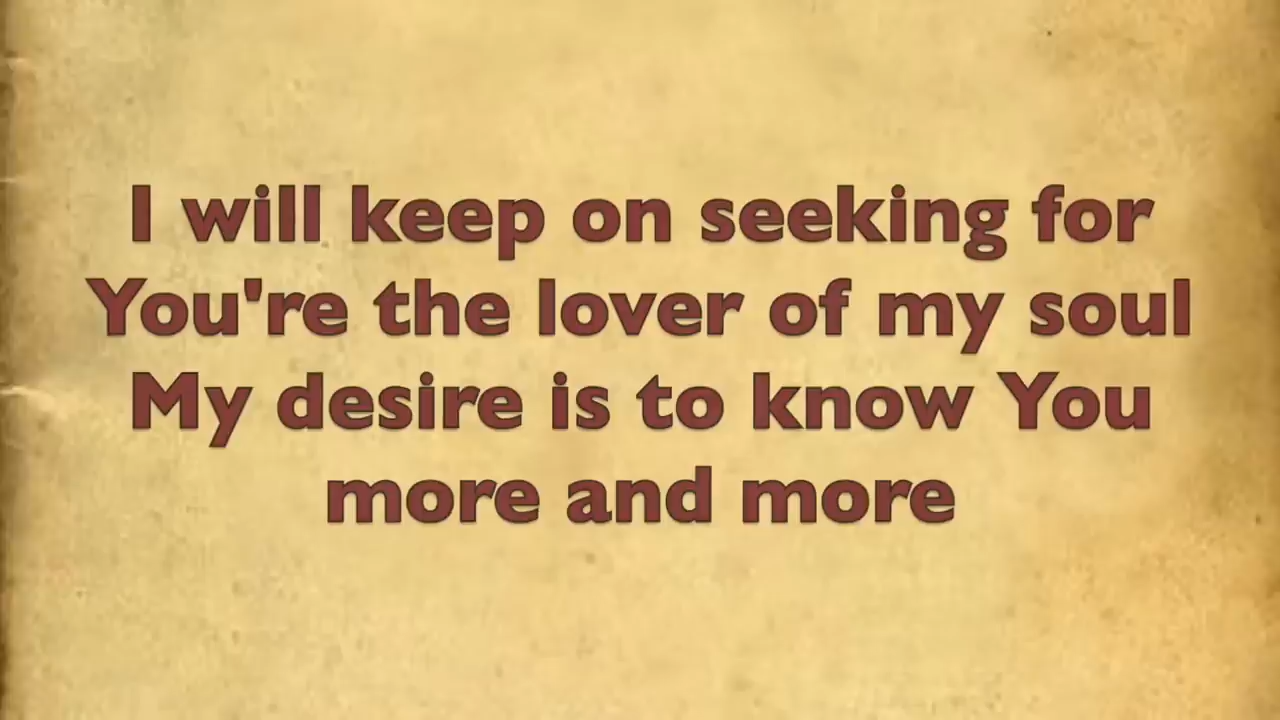 I will keep on seeking for
You're the lover of my soul
My desire is to know You
more and more